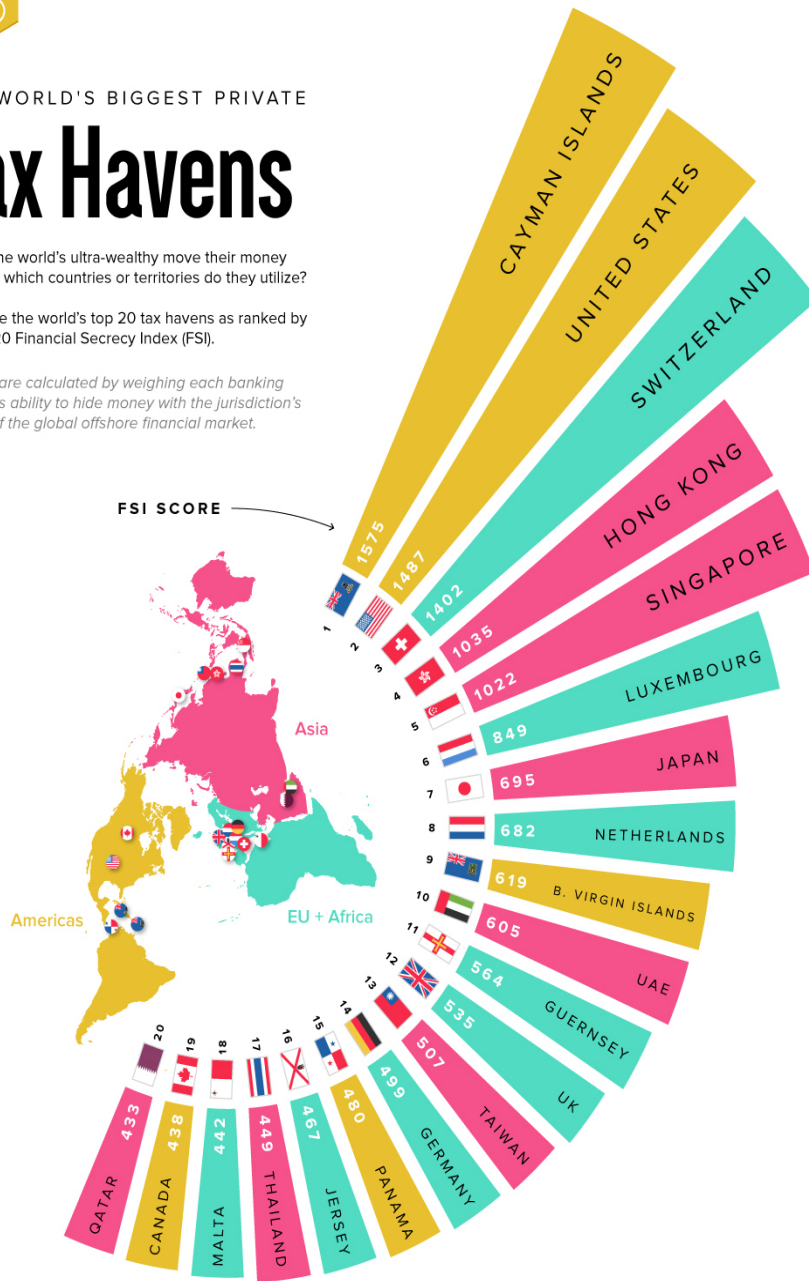 WORLD'S BIGGEST PRIVATE
ax Havens
he world's ultra-wealthy move their money
which countries or territories do they utilize?
e the world's top 20 tax havens as ranked by
20 Financial Secrecy Index (FSI).
are calculated by weighing each banking
s ability to hide money with the jurisdiction's
of the global offshore financial market.
FSI SCORE
1 1575 CAYMAN ISLANDS
2 1487 UNITED STATES
3 1402 SWITZERLAND
4 1035 HONG KONG
5 1022 SINGAPORE
6 849 LUXEMBOURG
7 695 JAPAN
8 682 NETHERLANDS
9 619 B. VIRGIN ISLANDS
10 605 UAE
11 564 GUERNSEY
12 535 UK
13 507 TAIWAN
14 499 GERMANY
15 480 PANAMA
16 467 JERSEY
17 449 THAILAND
18 442 MALTA
19 438 CANADA
20 433 QATAR
Asia
EU + Africa
Americas